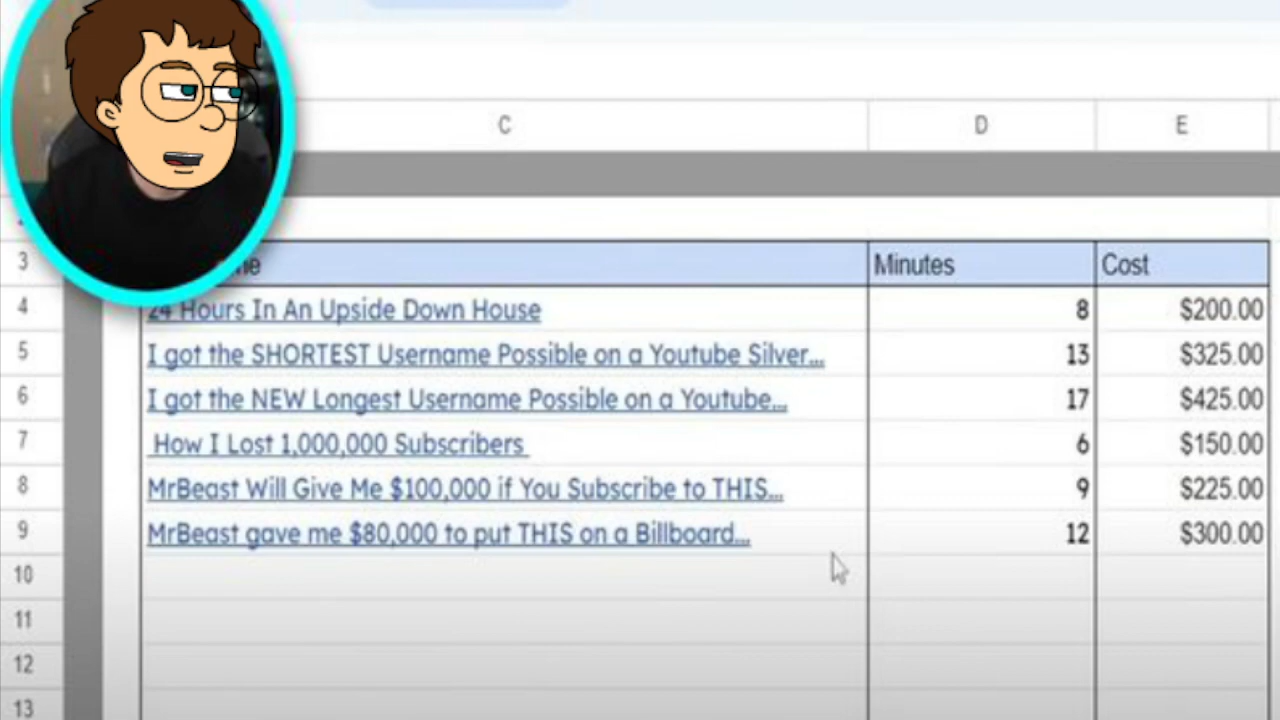 C D E
3 Minutes Cost
4 24 Hours In An Upside Down House 8 $200.00
5 I got the SHORTEST Username Possible on a Youtube Silver... 13 $325.00
6 I got the NEW Longest Username Possible on a Youtube... 17 $425.00
7 How I Lost 1,000,000 Subscribers 6 $150.00
8 MrBeast Will Give Me $100,000 if You Subscribe to THIS... 9 $225.00
9 MrBeast gave me $80,000 to put THIS on a Billboard... 12 $300.00
10
11
12
13